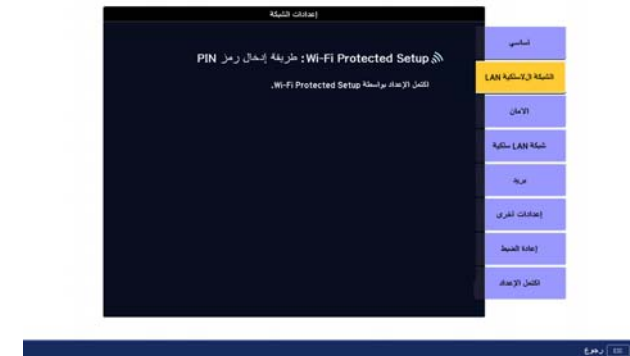 إعدادات الشبكة
Wi-Fi Protected Setup: طريقة إدخال رمز PIN
اكتمل الإعداد بواسطة Wi-Fi Protected Setup.
أساسي
الشبكة اللاسلكية LAN
الأمان
شبكة LAN سلكية
بريد
إعدادات أخرى
إعادة الضبط
اكتمل الإعداد
رجوع